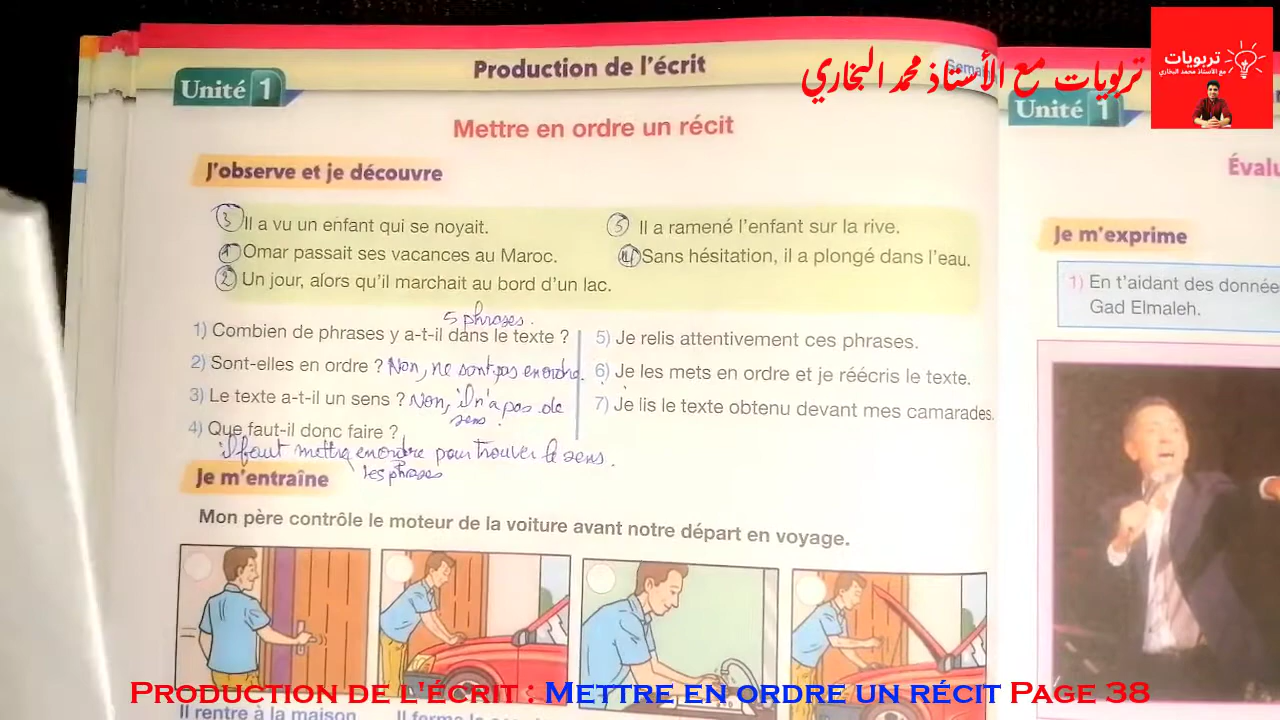 Production de l'écrit
Unité 1
Mettre en ordre un récit
J'observe et je découvre
3 Il a vu un enfant qui se noyait.
1 Omar passait ses vacances au Maroc.
2 Un jour, alors qu'il marchait au bord d'un lac.
5 Il a ramené l'enfant sur la rive.
4 Sans hésitation, il a plongé dans l'eau.
5 phrases.
1) Combien de phrases y a-t-il dans le texte ?
2) Sont-elles en ordre ? Non, ne sont pas en ordre.
3) Le texte a-t-il un sens ? Non, il n'a pas de
sens.
4) Que faut-il donc faire ?
il faut mettre en ordre pour trouver le sens.
les phrases
5) Je relis attentivement ces phrases.
6) Je les mets en ordre et je réécris le texte.
7) Je lis le texte obtenu devant mes camarades.
Je m'entraîne
Mon père contrôle le moteur de la voiture avant notre départ en voyage.
Il rentre à la maison
Il ferme
Semai
Unité 1
Évalu
Je m'exprime
1) En t'aidant des donnée
Gad Elmaleh.
تربويات مع الأستاذ محمد البخاري
تربويات
مع الأستاذ محمد البخاري
Production de l'écrit : Mettre en ordre un récit Page 38